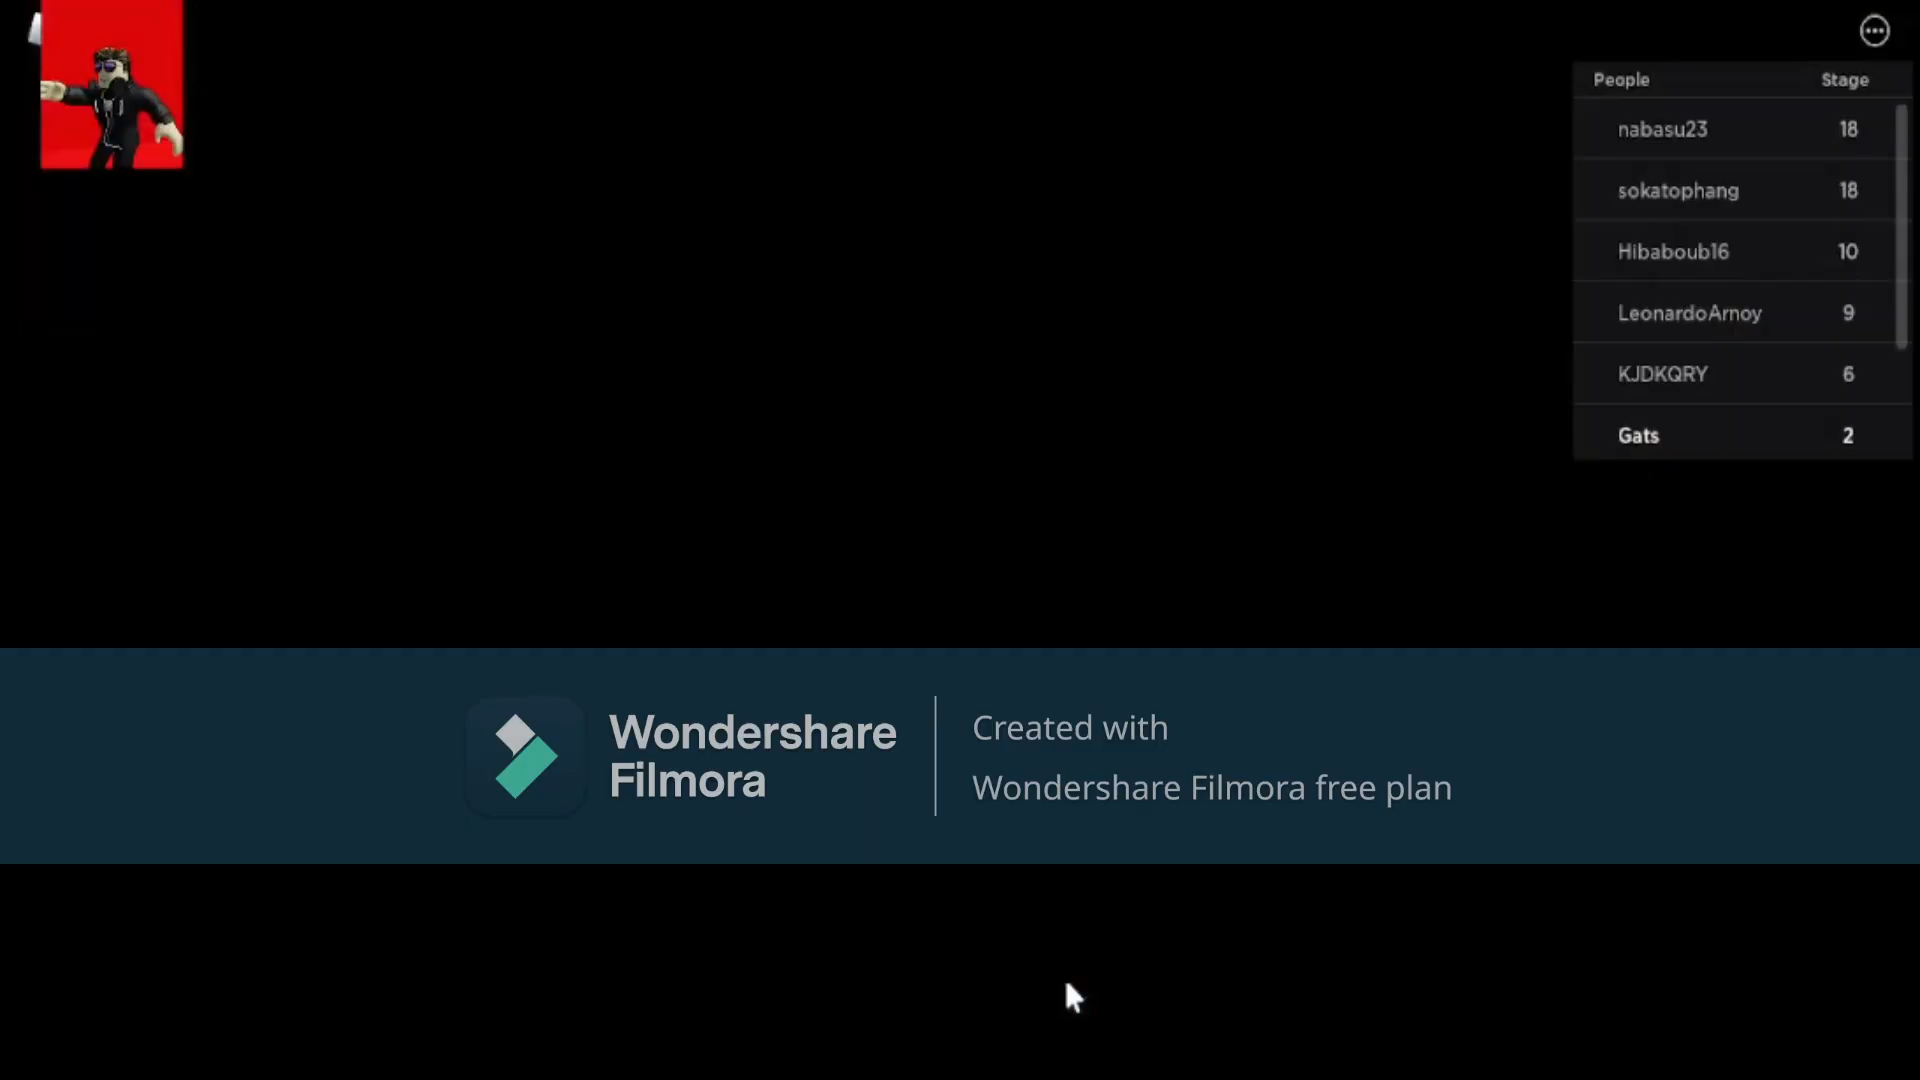 People Stage
nabasu23 18
sokatophang 18
Hibaboub16 10
LeonardoArnoy 9
KJDKQRY 6
Gats 2
Wondershare
Filmora
Created with
Wondershare Filmora free plan